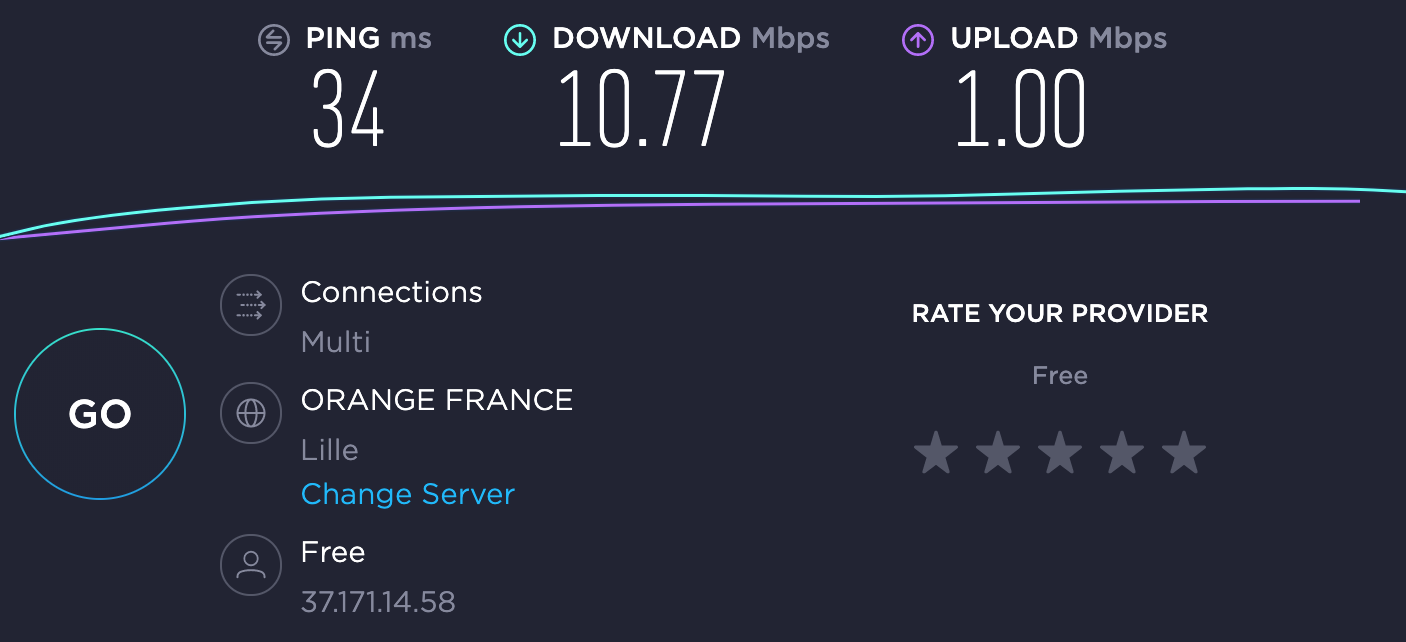 PING ms
34
DOWNLOAD Mbps
10.77
UPLOAD Mbps
1.00
GO
Connections
Multi
ORANGE FRANCE
Lille
Change Server
Free
37.171.14.58
RATE YOUR PROVIDER
Free